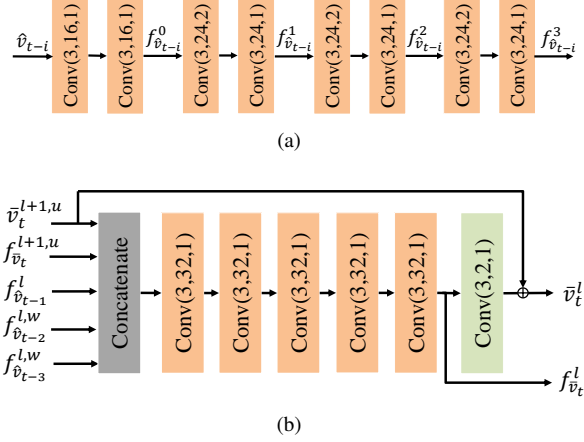 v̂_{t-i}
Conv(3,16,1)
Conv(3,16,1)
f^0_{v̂_{t-i}}
Conv(3,24,2)
Conv(3,24,1)
f^1_{v̂_{t-i}}
Conv(3,24,2)
Conv(3,24,1)
f^2_{v̂_{t-i}}
Conv(3,24,2)
Conv(3,24,1)
f^3_{v̂_{t-i}}
(a)
v̄_t^{l+1,u}
f_{v̄_t}^{l+1,u}
f^l_{v̂_{t-1}}
f^{l,w}_{v̂_{t-2}}
f^{l,w}_{v̂_{t-3}}
Concatenate
Conv(3,32,1)
Conv(3,32,1)
Conv(3,32,1)
Conv(3,32,1)
Conv(3,32,1)
Conv(3,2,1)
⊕
v̄_t^l
f^l_{v̄_t}
(b)